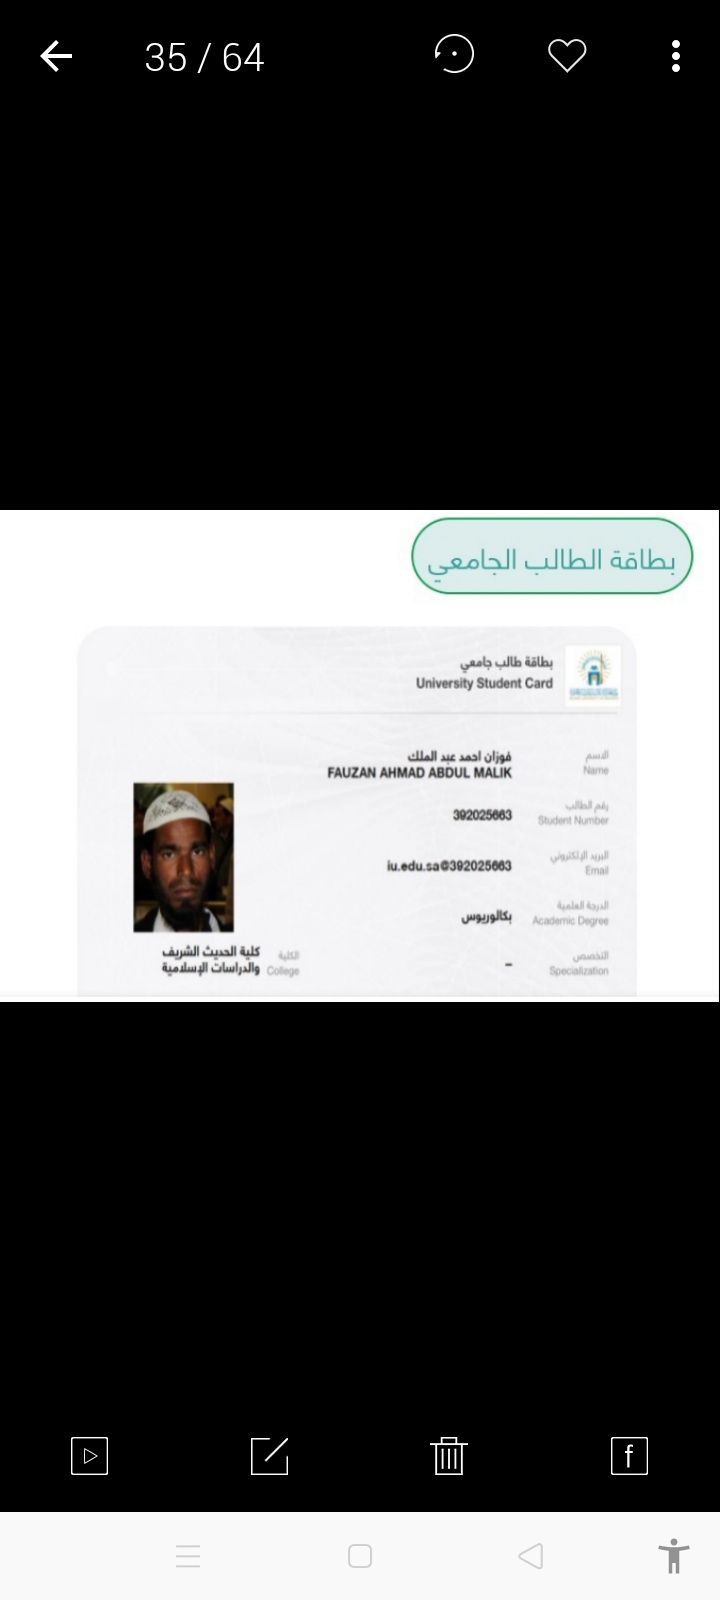 35 / 64
بطاقة الطالب الجامعي
بطاقة طالب جامعي
University Student Card
الاسم
فوزان احمد عبد الملك
Name
FAUZAN AHMAD ABDUL MALIK
رقم الطالب
392025663
Student Number
البريد الإلكتروني
iu.edu.sa@392025663
Email
الدرجة العلمية
بكالوريوس
Academic Degree
التخصص
–
Specialization
الكلية
كلية الحديث الشريف
College
والدراسات الإسلامية
f